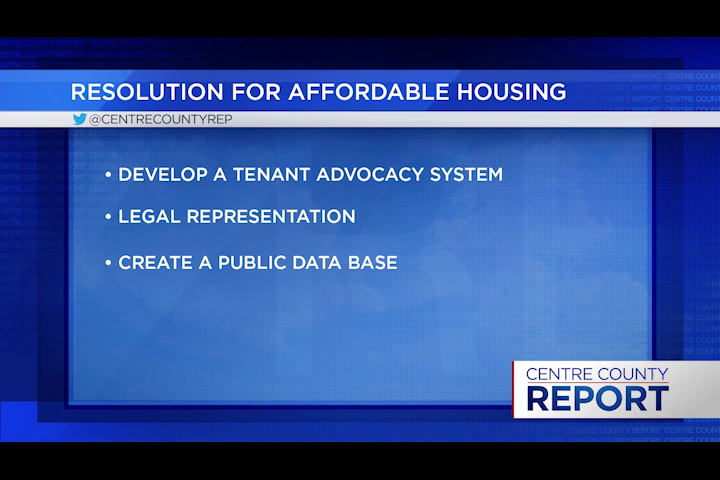 RESOLUTION FOR AFFORDABLE HOUSING
@CENTRECOUNTYREP
• DEVELOP A TENANT ADVOCACY SYSTEM
• LEGAL REPRESENTATION
• CREATE A PUBLIC DATA BASE
CENTRE COUNTY
REPORT